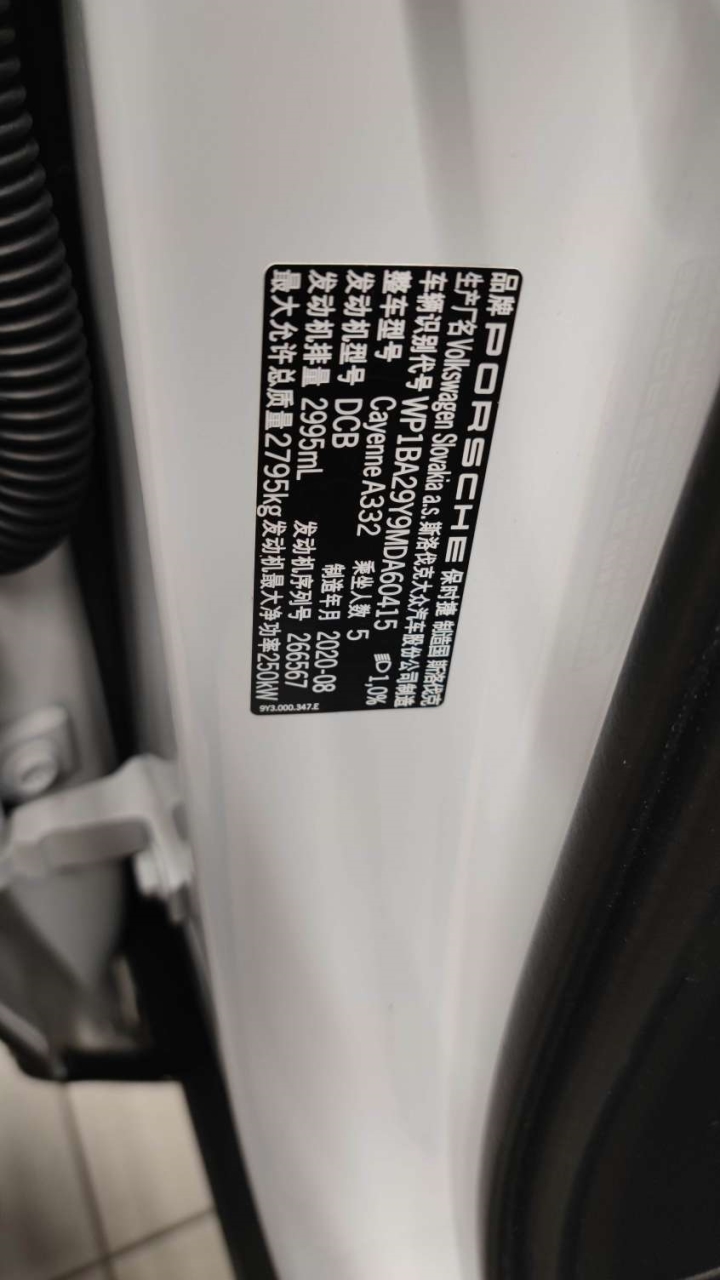 品牌 PORSCHE 保时捷 制造国 斯洛伐克
生产厂名 Volkswagen Slovakia a.s. 斯洛伐克大众汽车股份公司制造
车辆识别代号 WP1BA29Y9MDA60415 1,0%
整车型号 Cayenne A332 乘坐人数 5
发动机型号 DCB 制造年月 2020-08
发动机排量 2995mL 发动机序列号 266567
最大允许总质量 2795kg 发动机最大净功率 250kW
9Y3.000.347.E